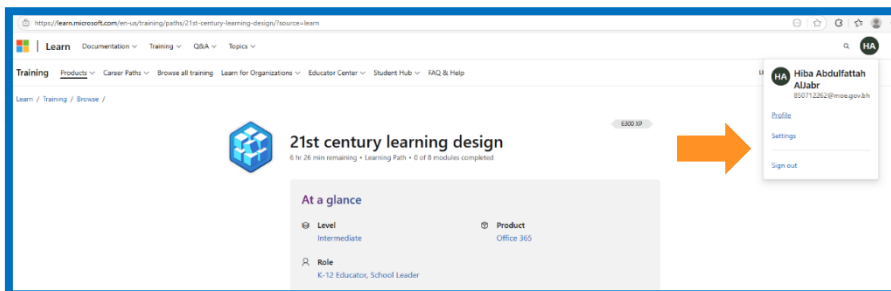 https://learn.microsoft.com/en-us/training/paths/21st-century-learning-design/?source=learn
Learn Documentation Training Q&A Topics
HA
Training Products Career Paths Browse all training Learn for Organizations Educator Center Student Hub FAQ & Help
HA
Hiba Abdulfattah
AlJabr
850712262@moe.gov.bh
Profile
Settings
Sign out
Learn / Training / Browse /
6300 XP
21st century learning design
6 hr 26 min remaining • Learning Path • 0 of 8 modules completed
At a glance
Level
Intermediate
Product
Office 365
Role
K-12 Educator, School Leader